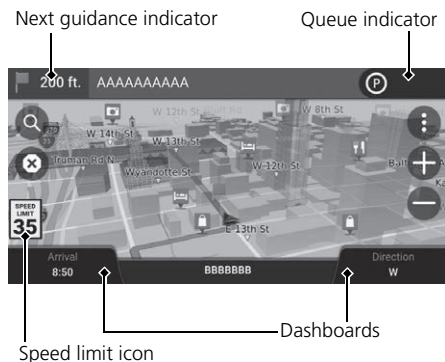 Next guidance indicator
Queue indicator
200 ft.
AAAAAAAAAA
P
W 12th St
W 8th St
W 14th St
W 13th St
Truman Rd N
Wyandotte St
W 12th St
E 13th St
SPEED
LIMIT
35
Arrival
8:50
BBBBBBB
Direction
W
Dashboards
Speed limit icon